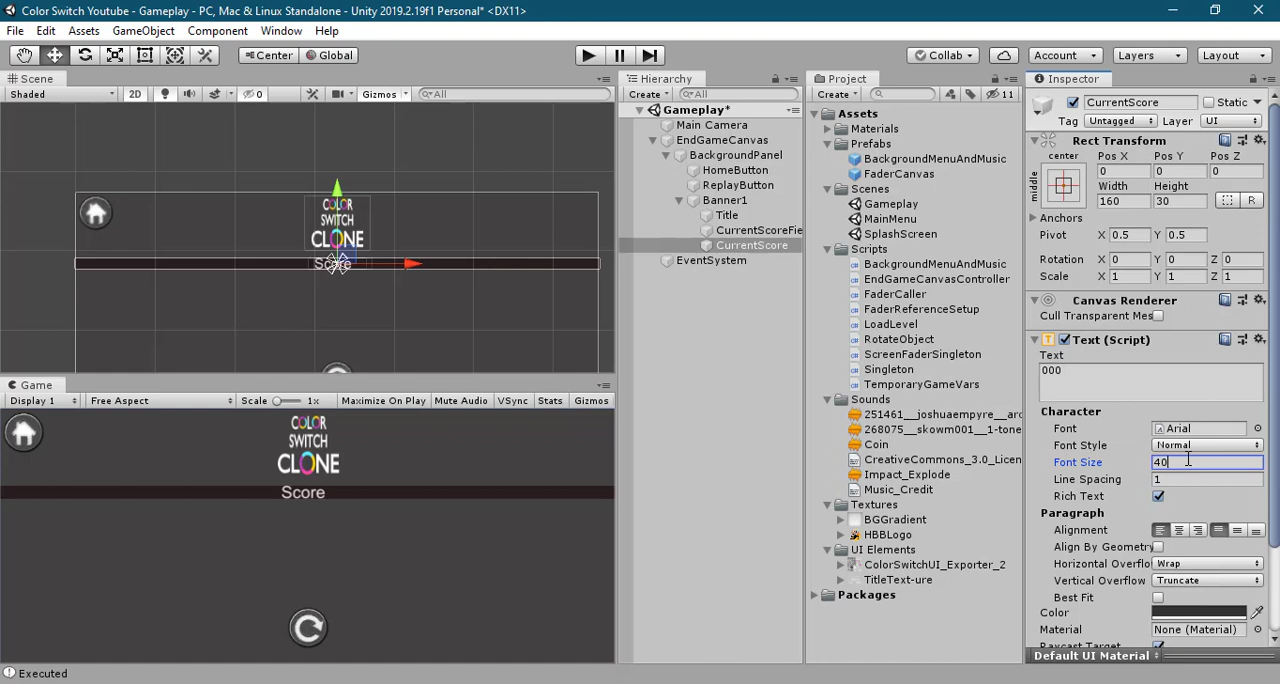 Color Switch Youtube - Gameplay - PC, Mac & Linux Standalone - Unity 2019.2.19f1 Personal* <DX11>
File Edit Assets GameObject Component Window Help
Center Global Collab Account Layers Layout
Scene
Shaded 2D 0 Gizmos All
COLOR
SWITCH
CLONE
Score
Game
Display 1 Free Aspect Scale 1x Maximize On Play Mute Audio VSync Stats Gizmos
COLOR
SWITCH
CLONE
Score
Executed
Hierarchy
Create All
Gameplay*
Main Camera
EndGameCanvas
BackgroundPanel
HomeButton
ReplayButton
Banner1
Title
CurrentScoreFie
CurrentScore
EventSystem
Project
Create 11
Assets
Materials
Prefabs
BackgroundMenuAndMusic
FaderCanvas
Scenes
Gameplay
MainMenu
SplashScreen
Scripts
BackgroundMenuAndMusic
EndGameCanvasController
FaderCaller
FaderReferenceSetup
LoadLevel
RotateObject
ScreenFaderSingleton
Singleton
TemporaryGameVars
Sounds
251461__joshuaempyre__arc
268075__skowm001__1-tone
Coin
CreativeCommons_3.0_Licen
Impact_Explode
Music_Credit
Textures
BGGradient
HBBLogo
UI Elements
ColorSwitchUI_Exporter_2
TitleText-ure
Packages
Inspector
CurrentScore Static
Tag Untagged Layer UI
Rect Transform
center Pos X Pos Y Pos Z
middle 0 0 0
Width Height
160 30 R
Anchors
Pivot X 0.5 Y 0.5
Rotation X 0 Y 0 Z 0
Scale X 1 Y 1 Z 1
Canvas Renderer
Cull Transparent Mes
Text (Script)
Text
000
Character
Font Arial
Font Style Normal
Font Size 40
Line Spacing 1
Rich Text
Paragraph
Alignment
Align By Geometry
Horizontal Overflo Wrap
Vertical Overflow Truncate
Best Fit
Color
Material None (Material)
Raycast Target
Default UI Material